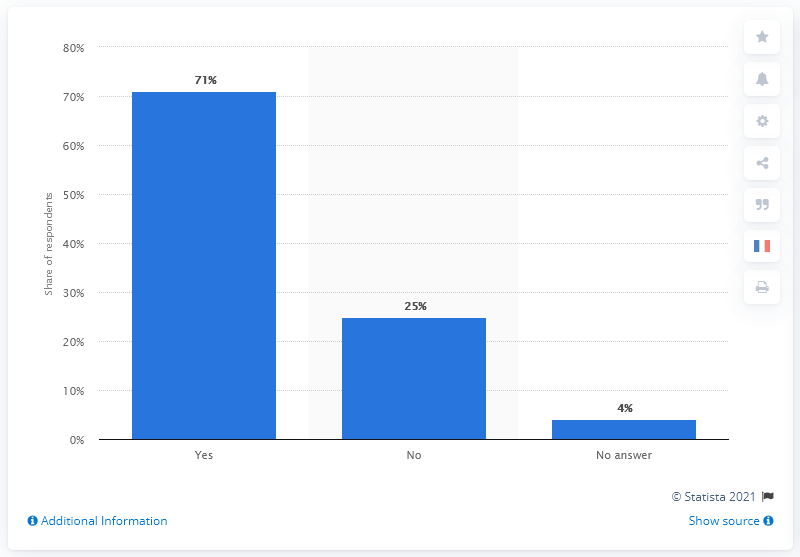 80%
71%
70%
60%
50%
40%
30%
25%
20%
10%
4%
0%
Share of respondents
Yes
No
No answer
© Statista 2021
Additional Information
Show source